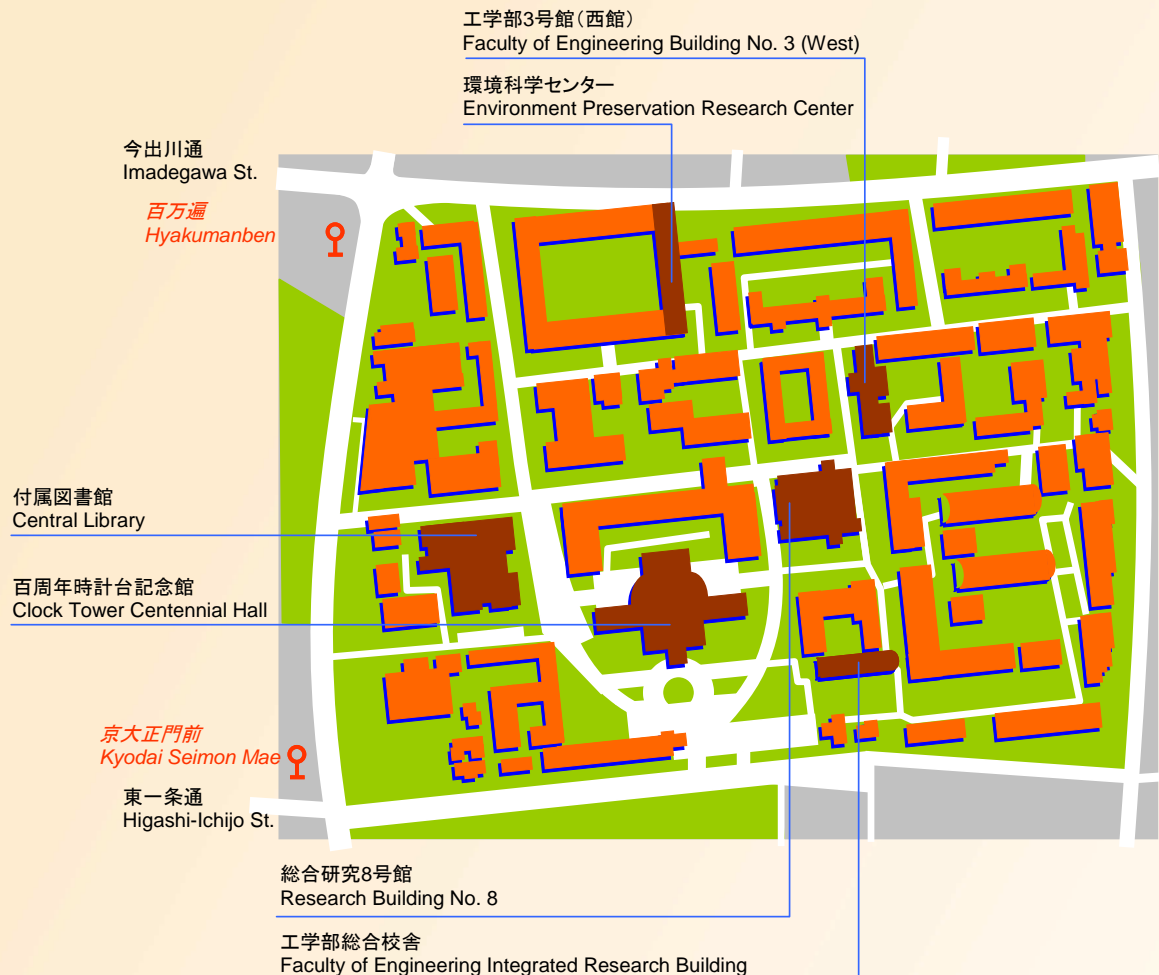 工学部3号館(西館)
Faculty of Engineering Building No. 3 (West)
環境科学センター
Environment Preservation Research Center
今出川通
Imadegawa St.
百万遍
Hyakumanben
付属図書館
Central Library
百周年時計台記念館
Clock Tower Centennial Hall
京大正門前
Kyodai Seimon Mae
東一条通
Higashi-Ichijo St.
総合研究8号館
Research Building No. 8
工学部総合校舎
Faculty of Engineering Integrated Research Building